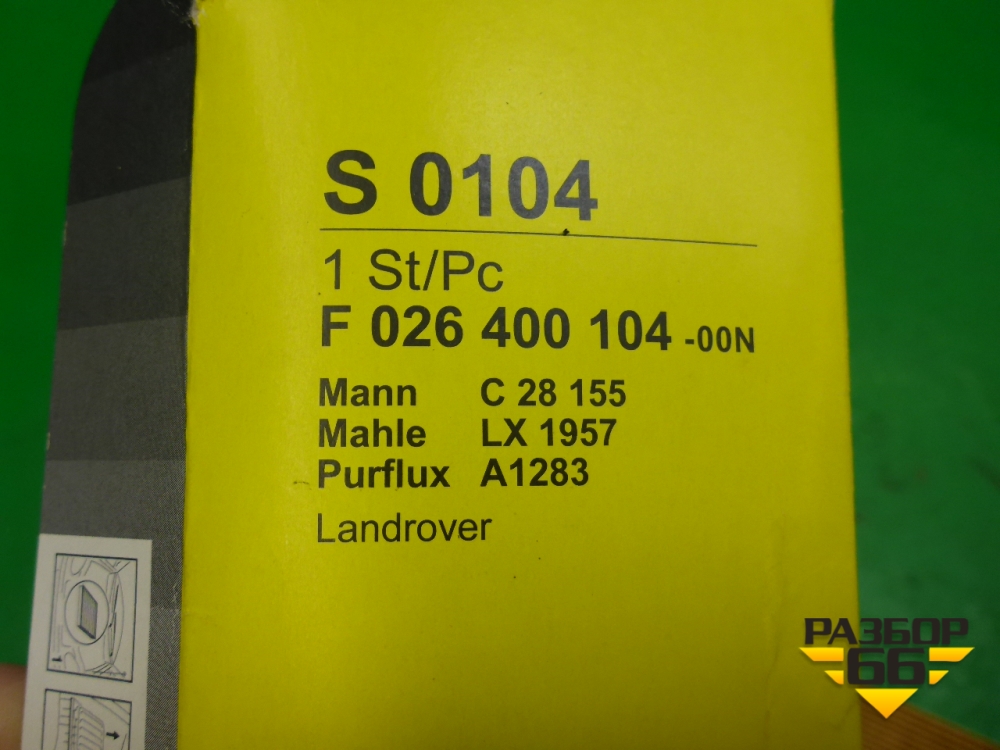 S 0104
1 St/Pc
F 026 400 104 -00N
Mann C 28 155
Mahle LX 1957
Purflux A1283
Landrover
РАЗБОР
66